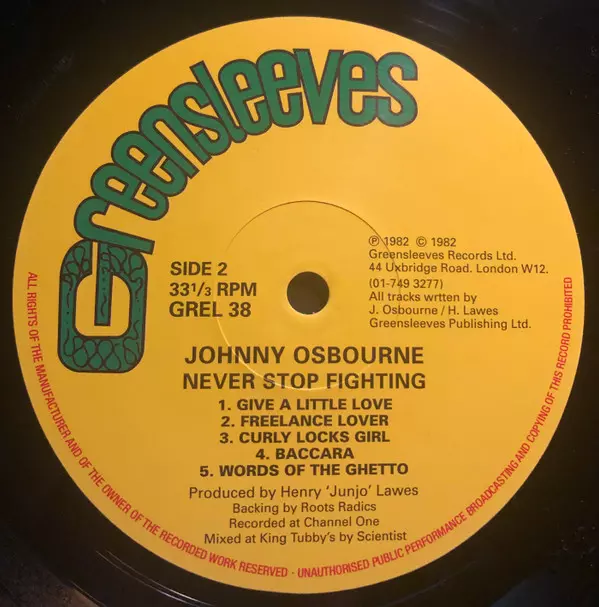 Greensleeves
SIDE 2
33 1/3 RPM
GREL 38
℗ 1982 © 1982
Greensleeves Records Ltd.
44 Uxbridge Road. London W12.
(01-749 3277)
All tracks wrtten by
J. Osbourne / H. Lawes
Greensleeves Publishing Ltd.
JOHNNY OSBOURNE
NEVER STOP FIGHTING
1. GIVE A LITTLE LOVE
2. FREELANCE LOVER
3. CURLY LOCKS GIRL
4. BACCARA
5. WORDS OF THE GHETTO
Produced by Henry 'Junjo' Lawes
Backing by Roots Radics
Recorded at Channel One
Mixed at King Tubby's by Scientist
ALL RIGHTS OF THE MANUFACTURER AND OF THE OWNER OF THE RECORDED WORK RESERVED - UNAUTHORISED PUBLIC PERFORMANCE BROADCASTING AND COPYING OF THIS RECORD PROHIBITED